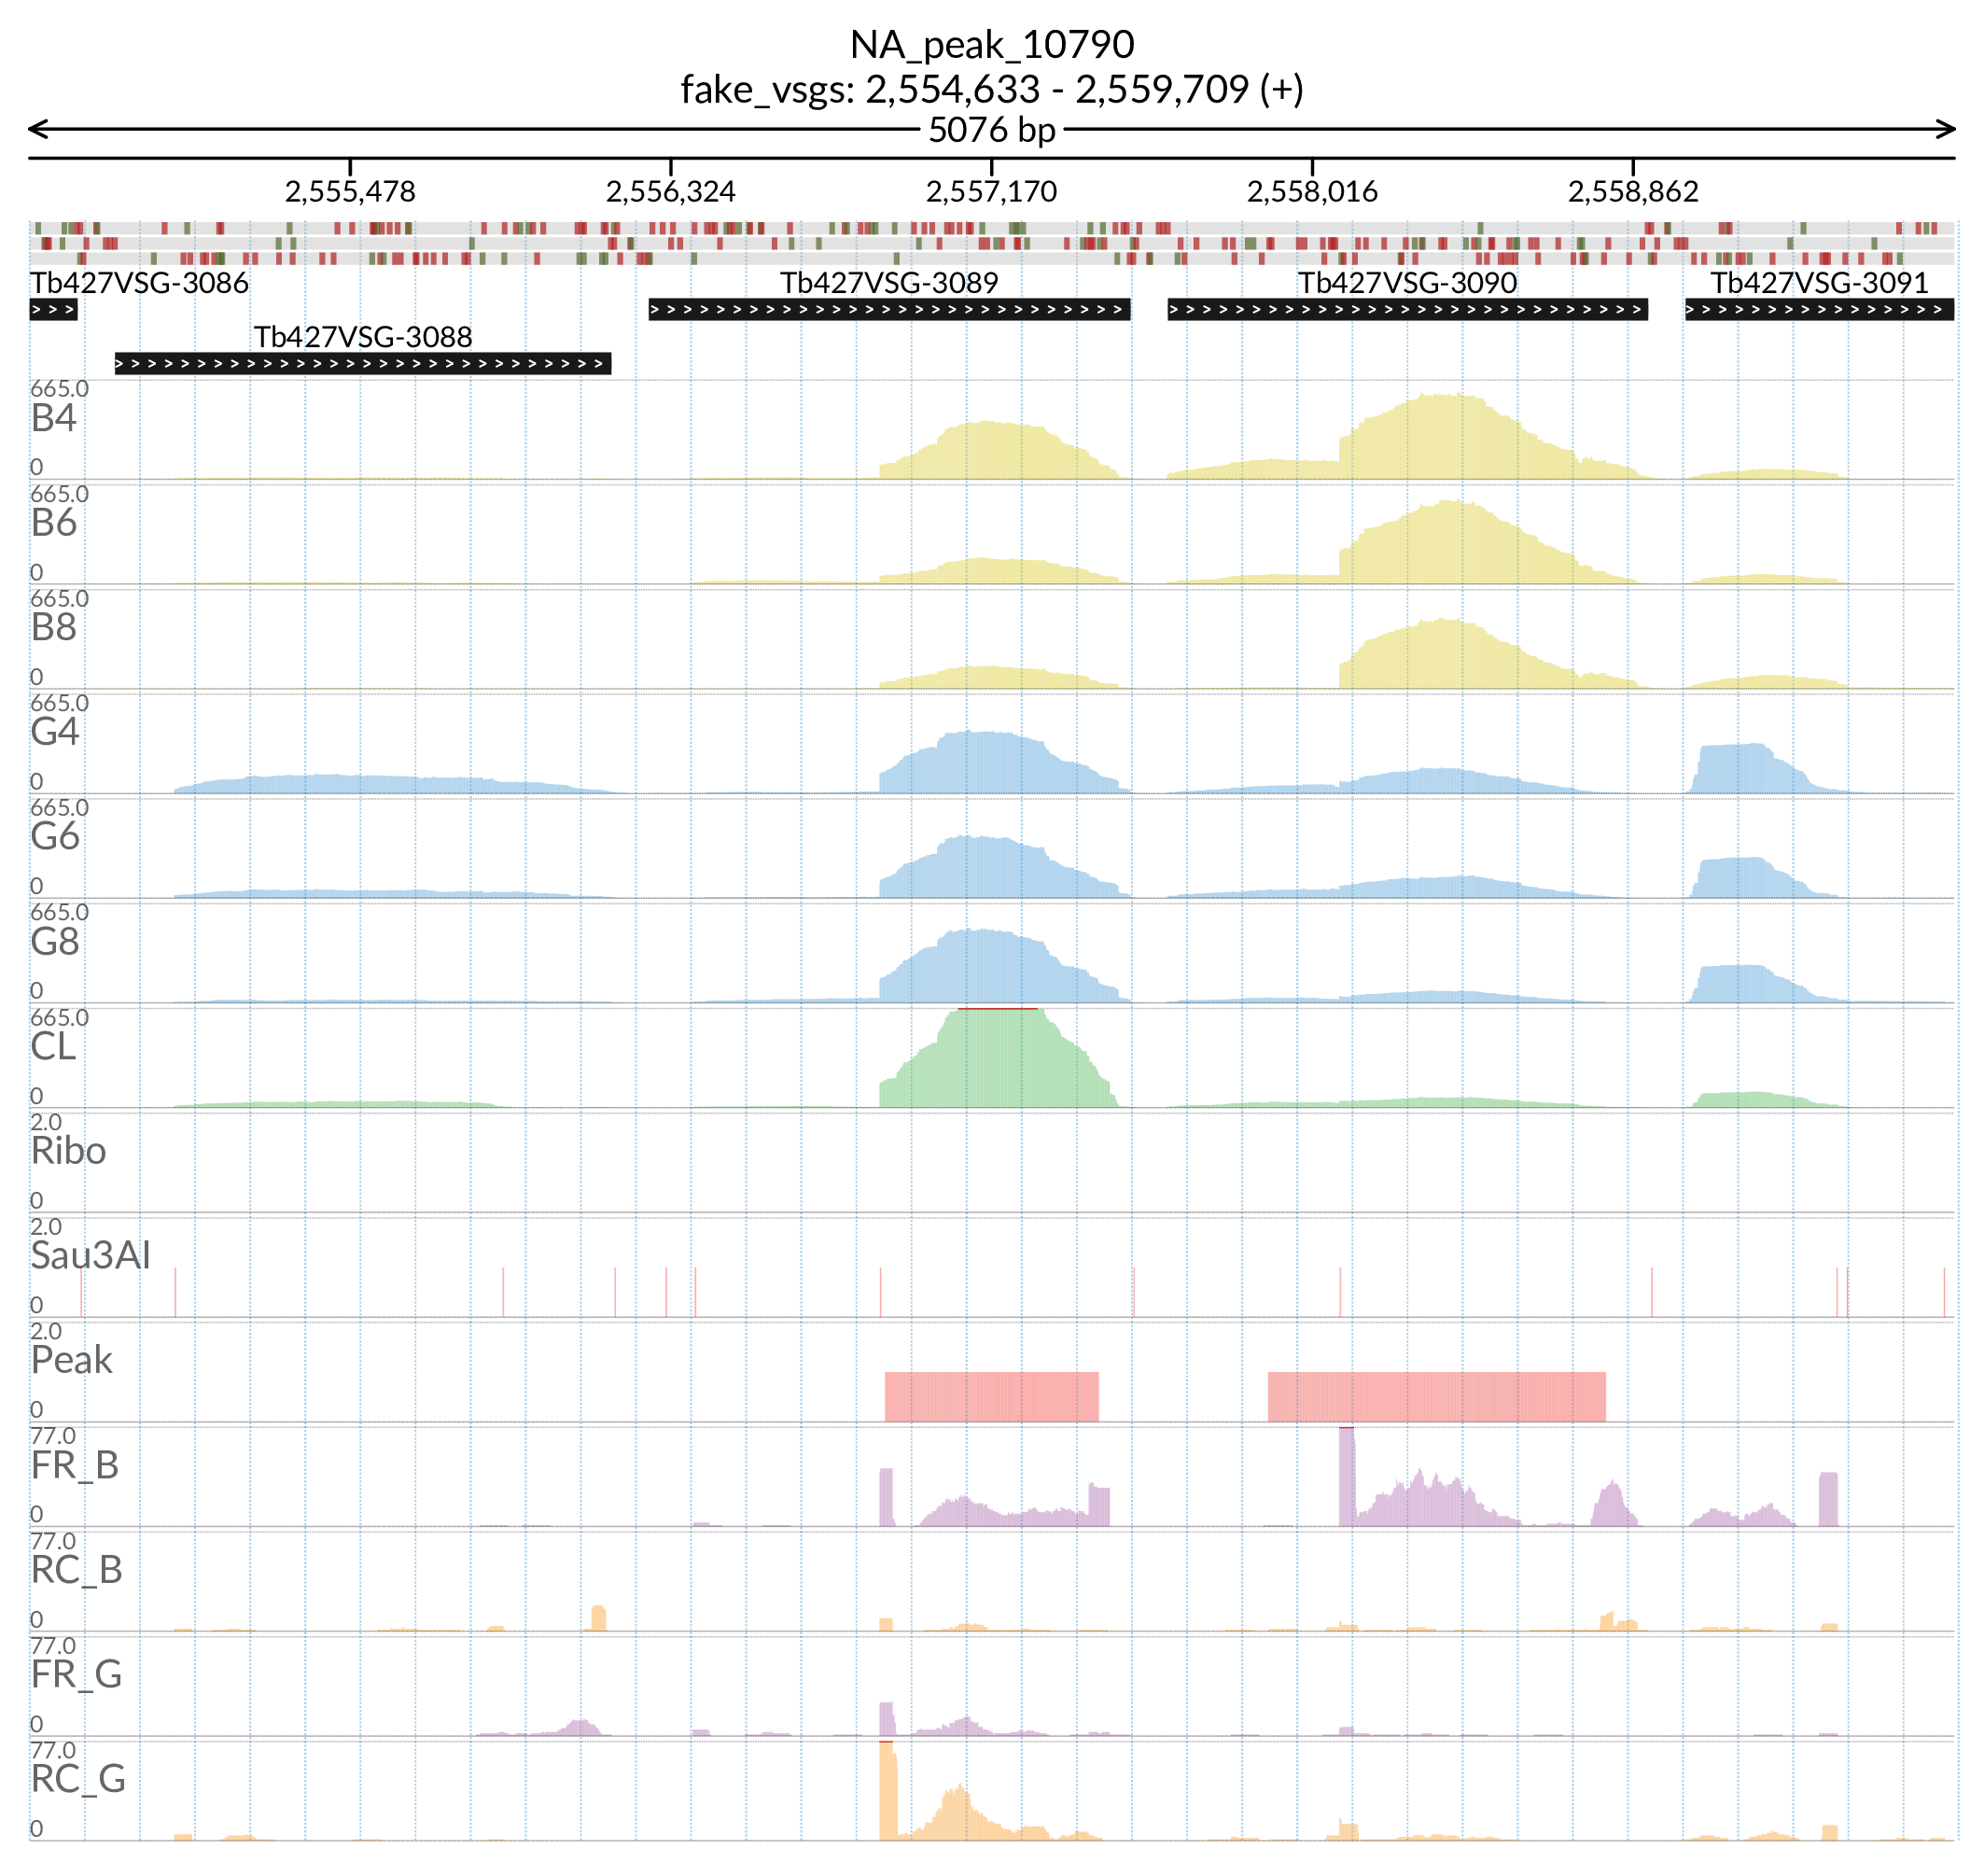 NA_peak_10790
fake_vsgs: 2,554,633 - 2,559,709 (+)
5076 bp
2,555,478 2,556,324 2,557,170 2,558,016 2,558,862
Tb427VSG-3086 Tb427VSG-3089 Tb427VSG-3090 Tb427VSG-3091
Tb427VSG-3088
665.0
B4
0
665.0
B6
0
665.0
B8
0
665.0
G4
0
665.0
G6
0
665.0
G8
0
665.0
CL
0
2.0
Ribo
0
2.0
Sau3AI
0
2.0
Peak
0
77.0
FR_B
0
77.0
RC_B
0
77.0
FR_G
0
77.0
RC_G
0